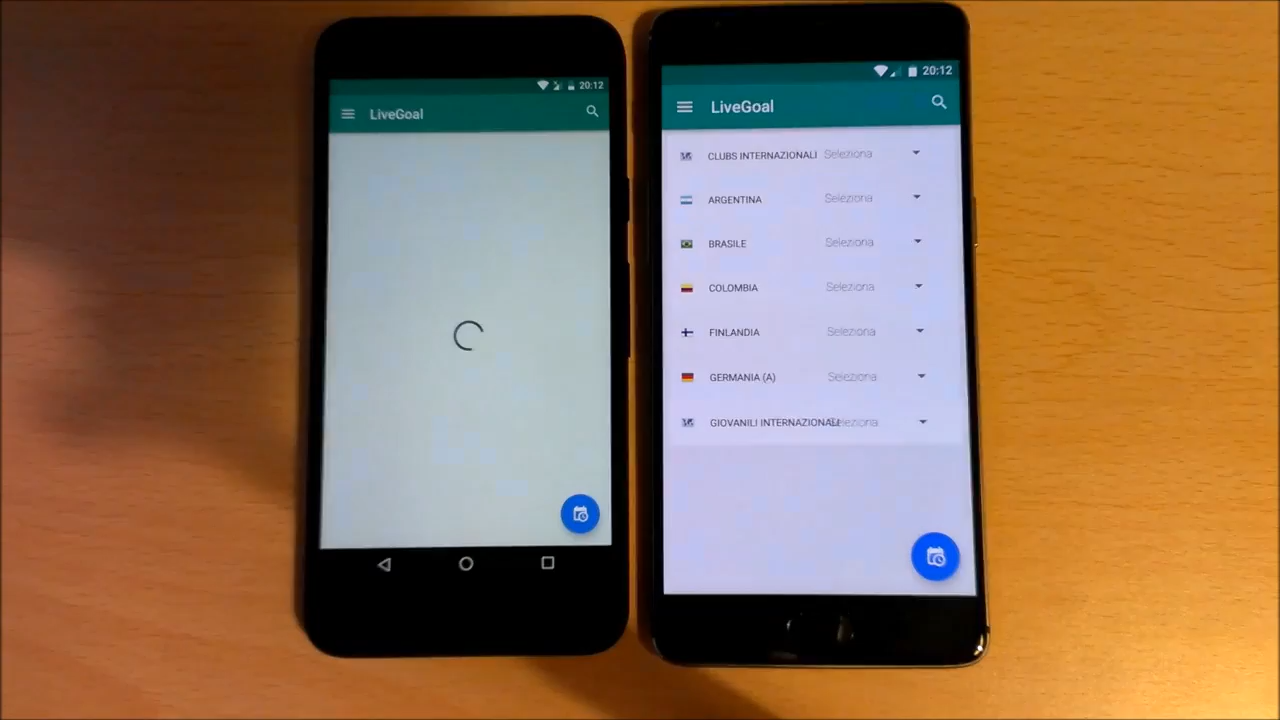 20:12
LiveGoal
20:12
LiveGoal
CLUBS INTERNAZIONALI Seleziona
ARGENTINA Seleziona
BRASILE Seleziona
COLOMBIA Seleziona
FINLANDIA Seleziona
GERMANIA (A) Seleziona
GIOVANILI INTERNAZIONALI Seleziona